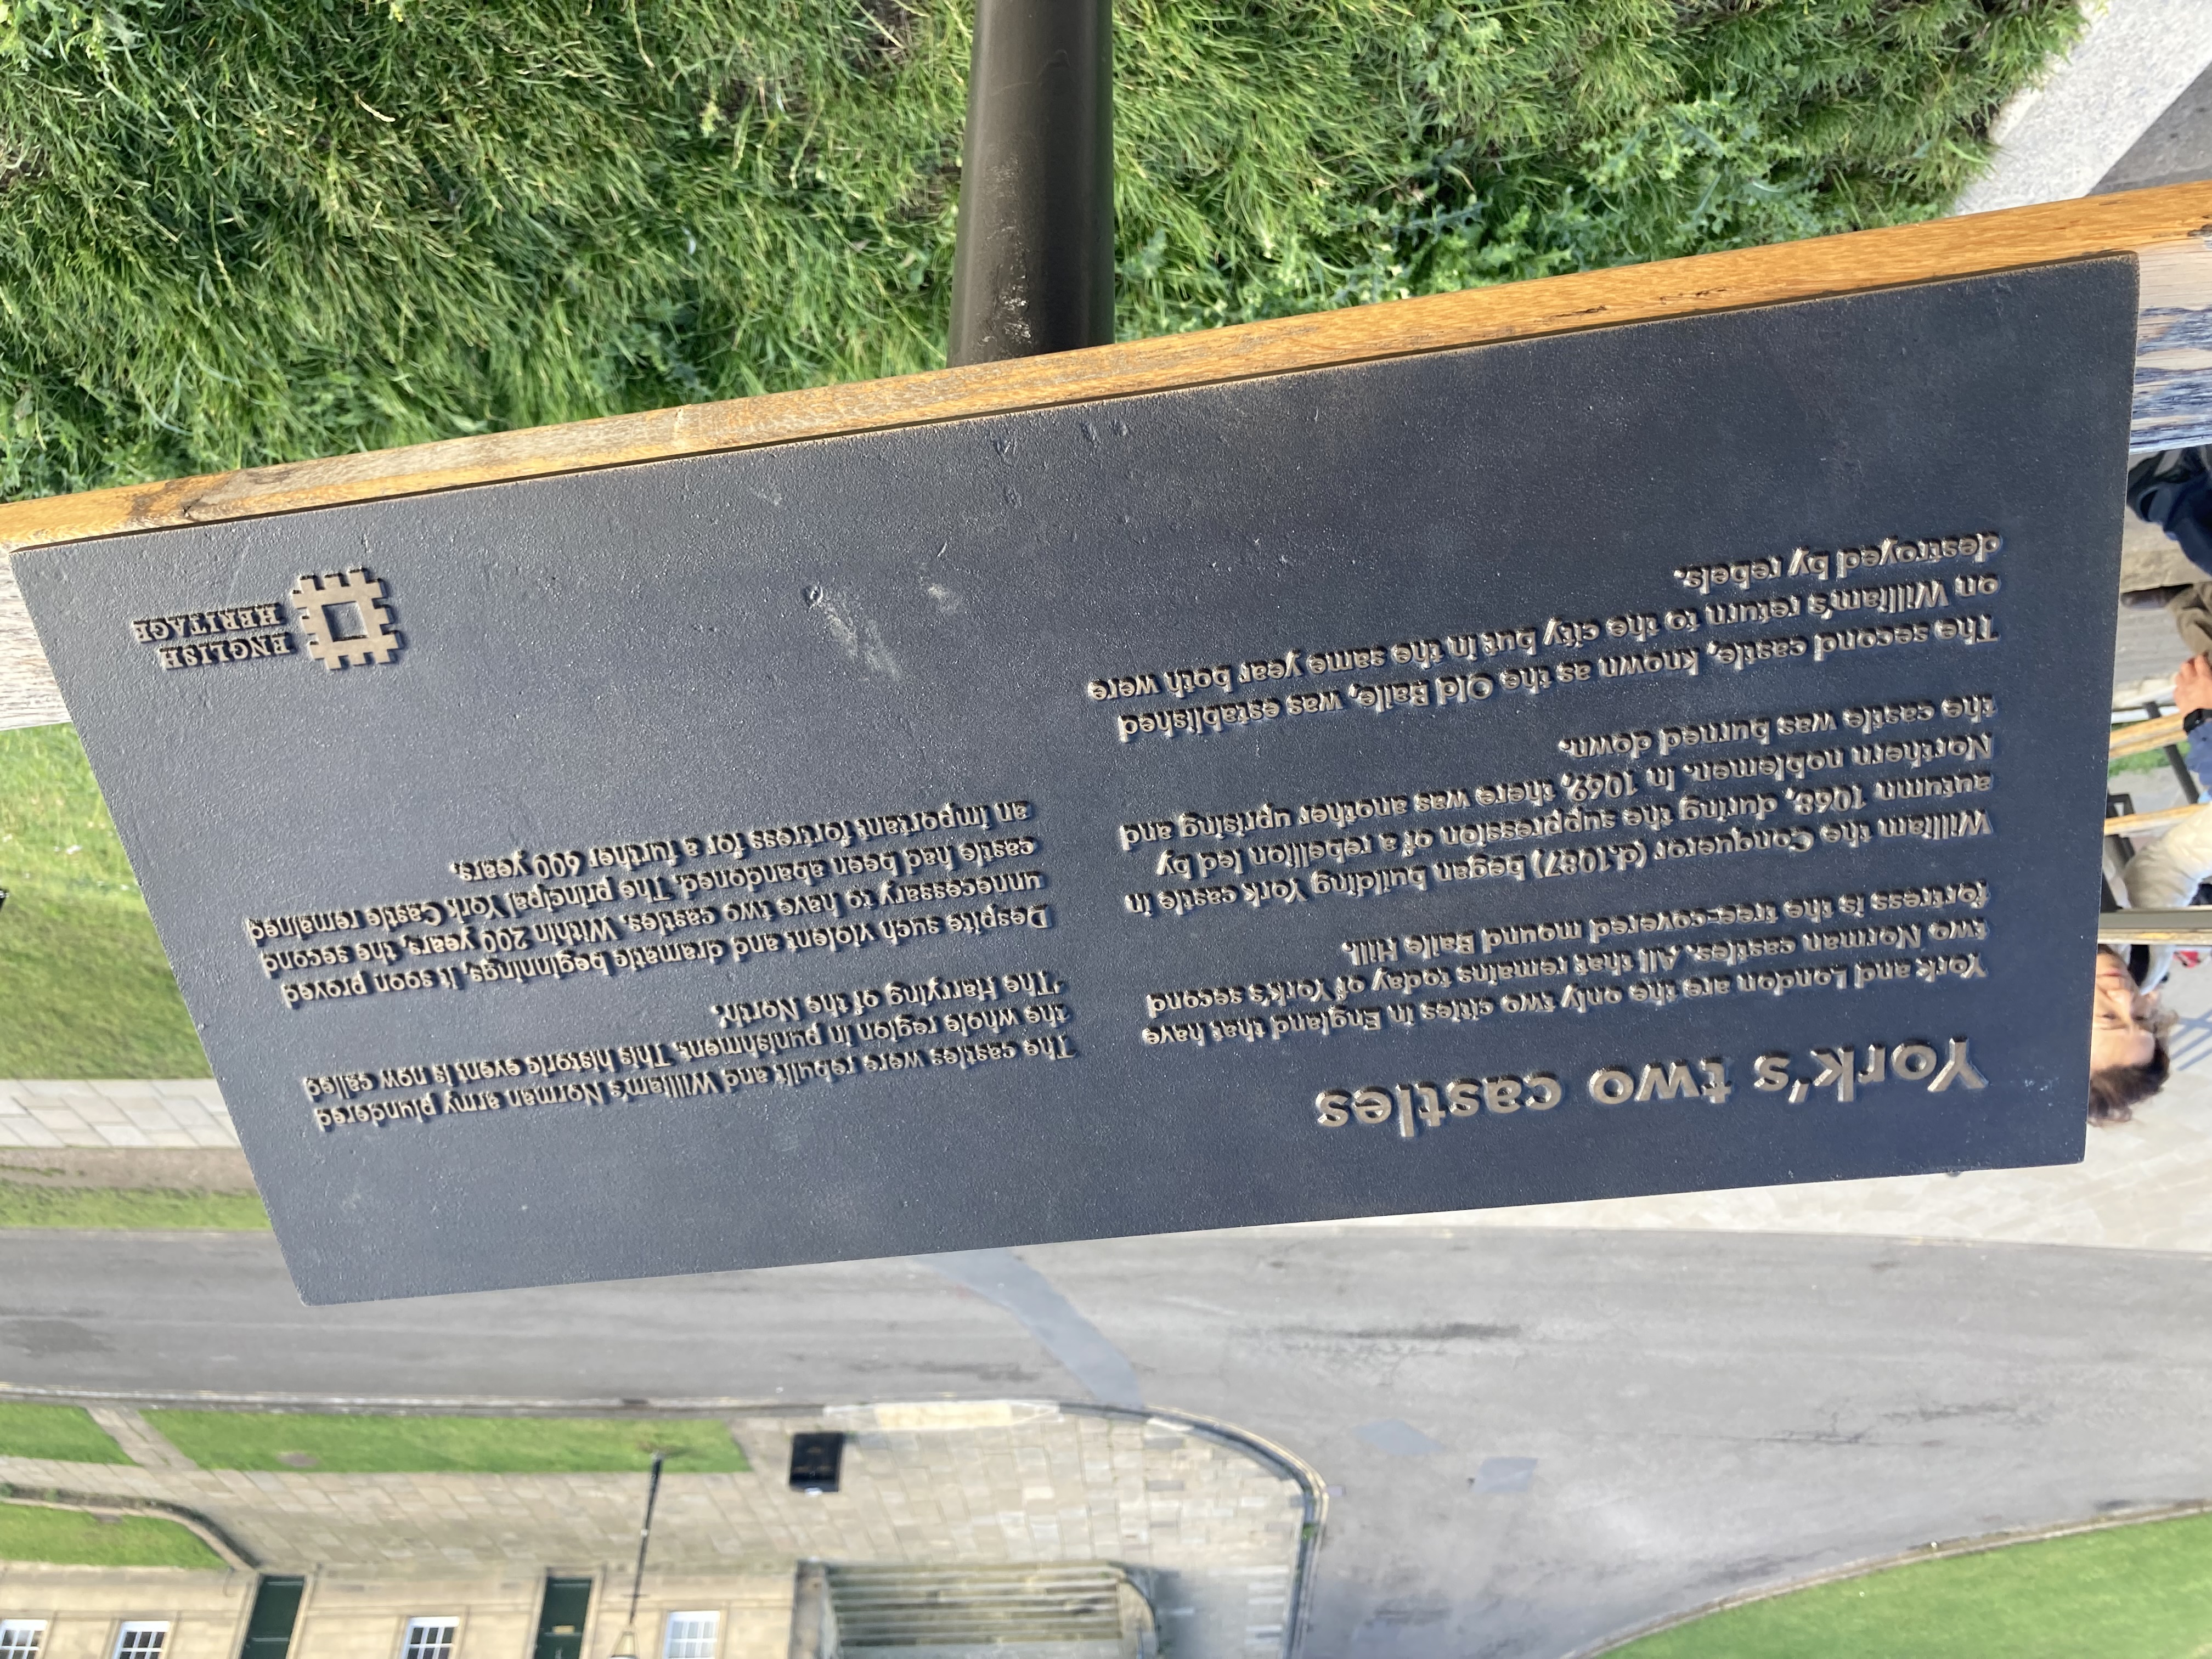 York's two castles
York and London are the only two cities in England that have
two Norman castles. All that remains today of York's second
fortress is the tree-covered mound Baile Hill.
William the Conqueror (d.1087) began building York castle in
autumn 1068, during the suppression of a rebellion led by
Northern noblemen. In 1069, there was another uprising and
the castle was burned down.
The second castle, known as the Old Baile, was established
on William's return to the city but in the same year both were
destroyed by rebels.
The castles were rebuilt and William's Norman army plundered
the whole region in punishment. This historic event is now called
'The Harrying of the North'.
Despite such violent and dramatic beginnings, it soon proved
unnecessary to have two castles. Within 200 years, the second
castle had been abandoned. The principal York Castle remained
an important fortress for a further 600 years.
ENGLISH
HERITAGE